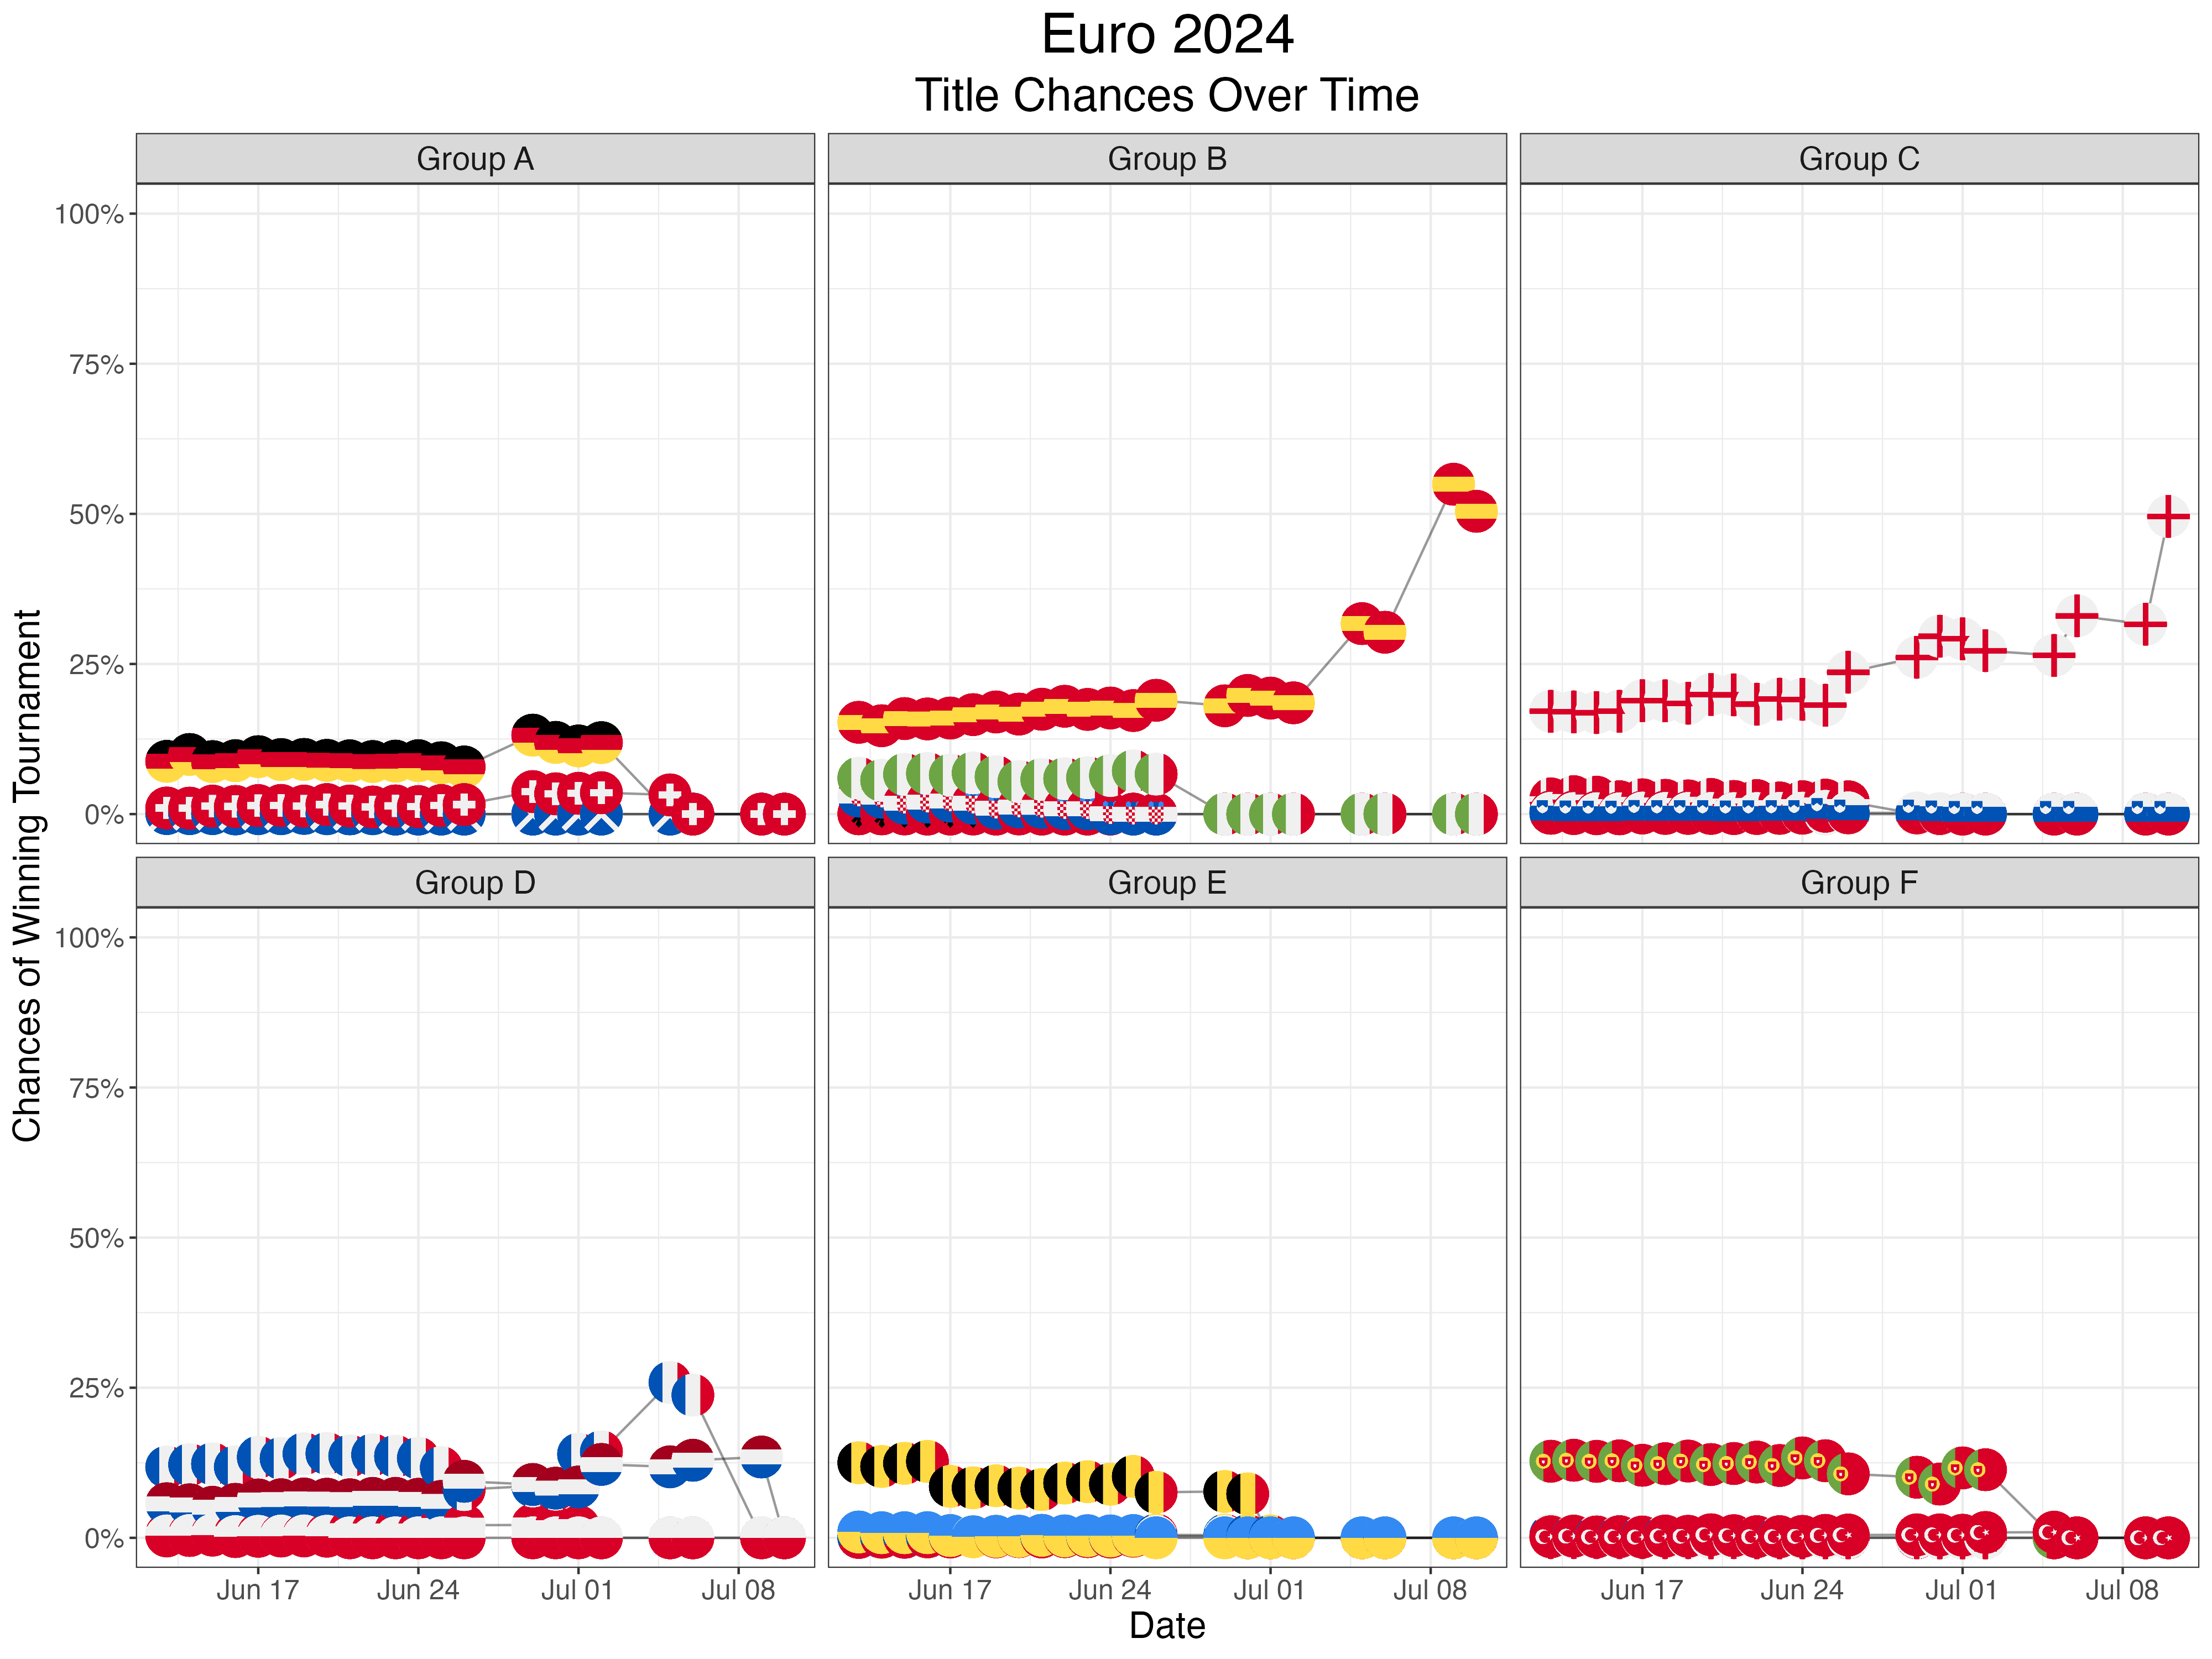 Euro 2024
Title Chances Over Time
Group A
Group B
Group C
100%
75%
50%
25%
0%
Group D
Group E
Group F
100%
75%
50%
25%
0%
Chances of Winning Tournament
Jun 17
Jun 24
Jul 01
Jul 08
Jun 17
Jun 24
Jul 01
Jul 08
Jun 17
Jun 24
Jul 01
Jul 08
Date